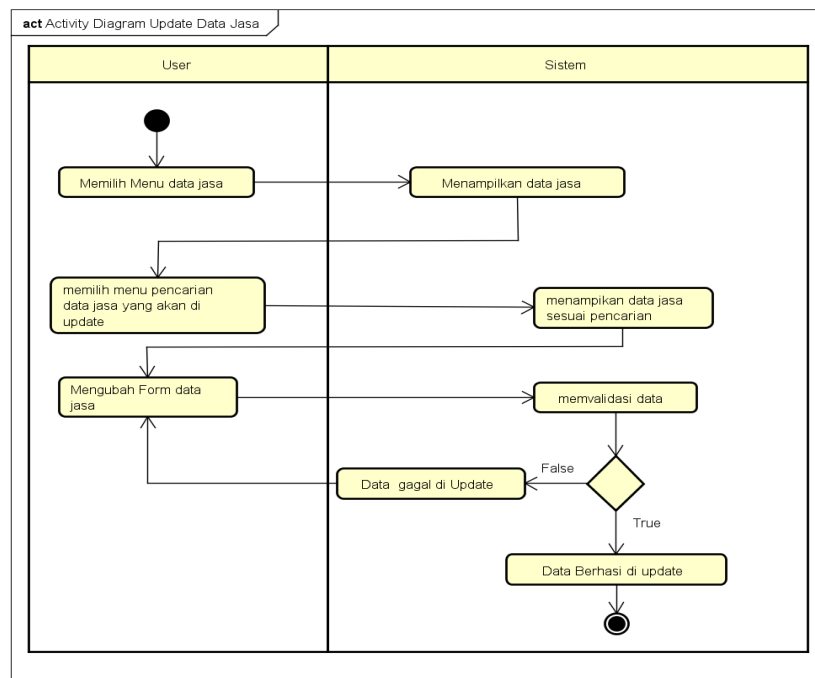 act Activity Diagram Update Data Jasa
User
Sistem
Memilih Menu data jasa
Menampilkan data jasa
memilih menu pencarian
data jasa yang akan di
update
menampikan data jasa
sesuai pencarian
Mengubah Form data
jasa
memvalidasi data
False
Data gagal di Update
True
Data Berhasi di update